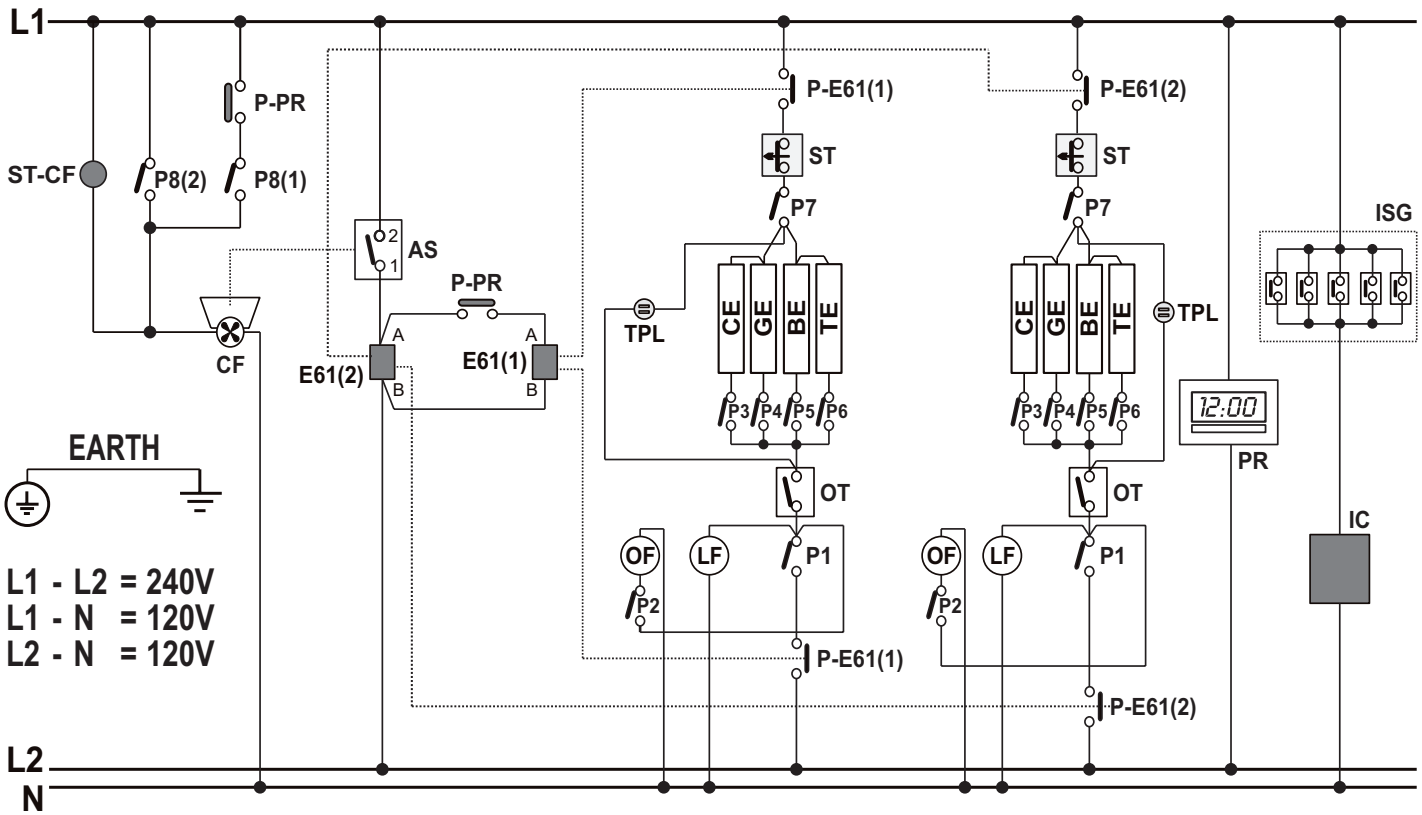 L1
P-PR
ST-CF
P8(2)
P8(1)
2
AS
1
CF
P-PR
A
A
E61(2)
E61(1)
B
B
P-E61(1)
ST
P7
TPL
CE
GE
BE
TE
P3
P4
P5
P6
OT
OF
LF
P1
P2
P-E61(1)
P-E61(2)
ST
P7
CE
GE
BE
TE
TPL
P3
P4
P5
P6
OT
OF
LF
P1
P2
P-E61(2)
12:00
PR
ISG
IC
EARTH
L1 - L2 = 240V
L1 - N = 120V
L2 - N = 120V
L2
N